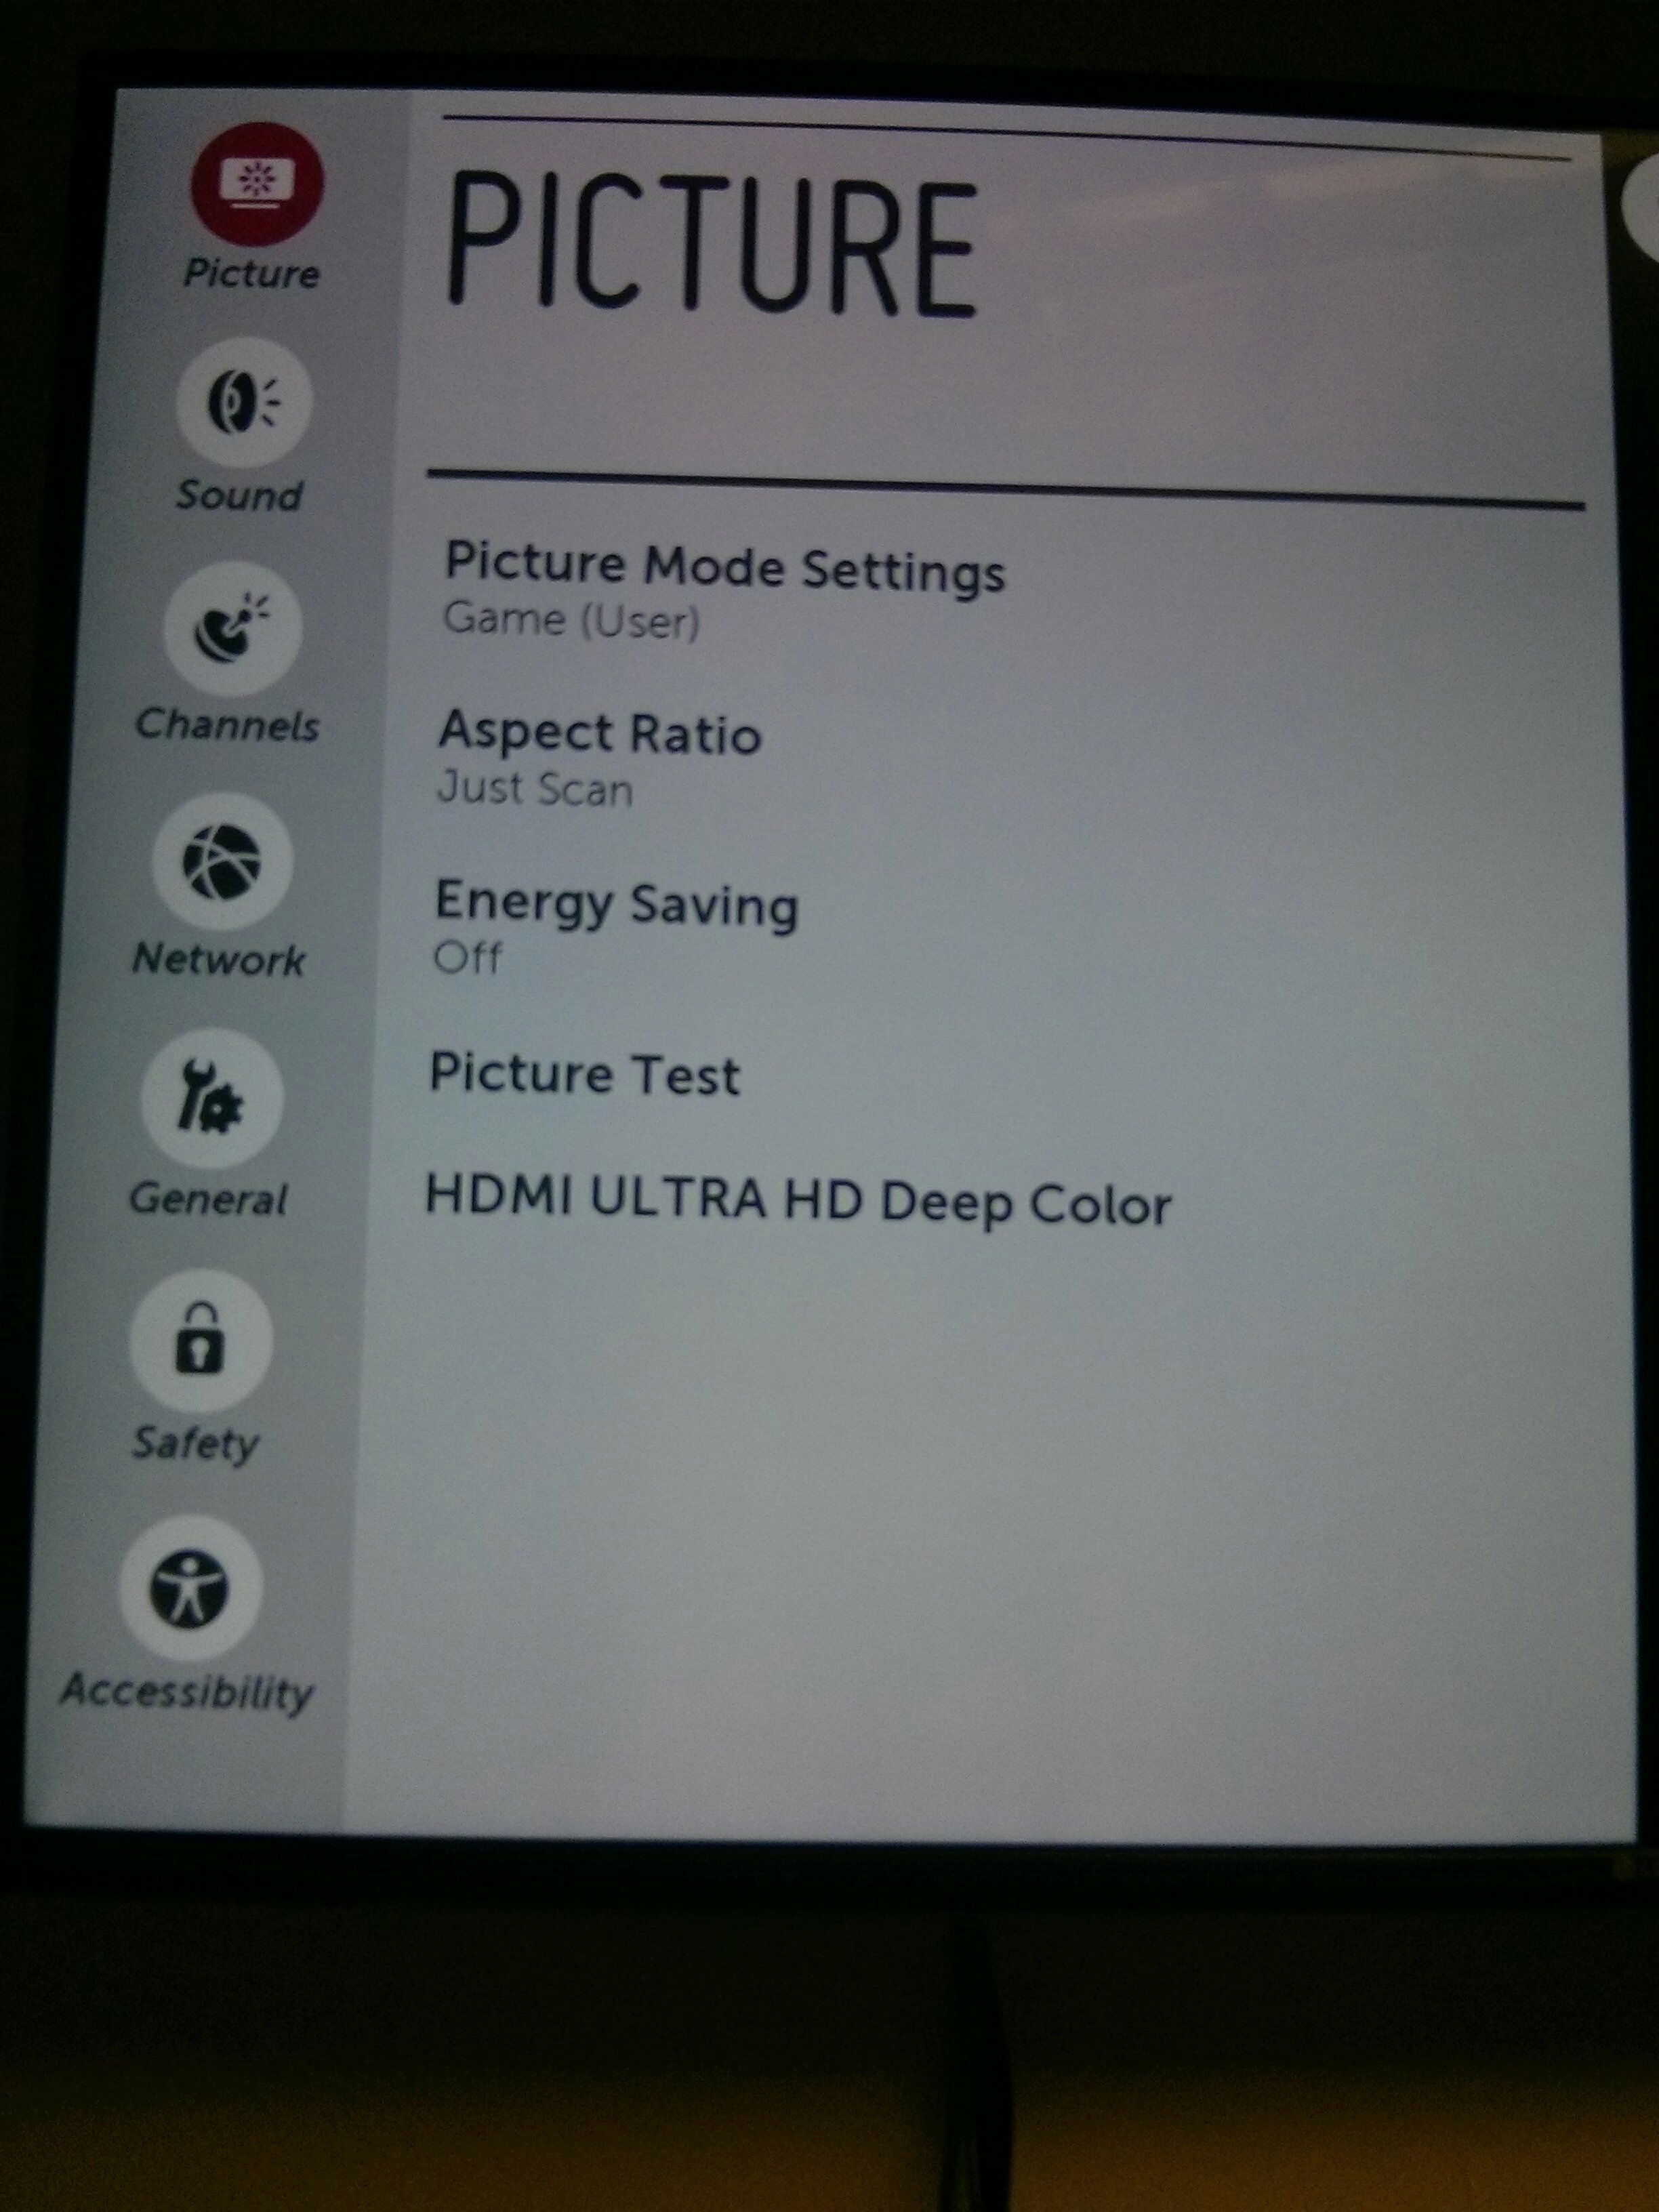 PICTURE
Picture
Sound
Channels
Network
General
Safety
Accessibility
Picture Mode Settings
Game (User)
Aspect Ratio
Just Scan
Energy Saving
Off
Picture Test
HDMI ULTRA HD Deep Color